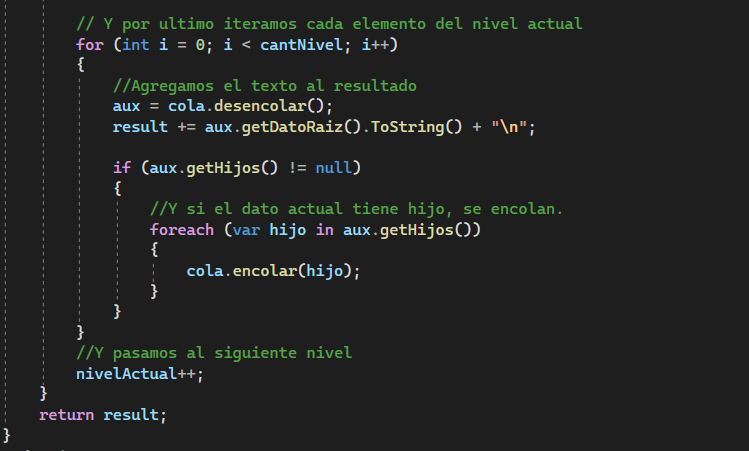 // Y por ultimo iteramos cada elemento del nivel actual
for (int i = 0; i < cantNivel; i++)
{
//Agregamos el texto al resultado
aux = cola.desencolar();
result += aux.getDatoRaiz().ToString() + "\n";
if (aux.getHijos() != null)
{
//Y si el dato actual tiene hijo, se encolan.
foreach (var hijo in aux.getHijos())
{
cola.encolar(hijo);
}
}
}
//Y pasamos al siguiente nivel
nivelActual++;
}
return result;
}